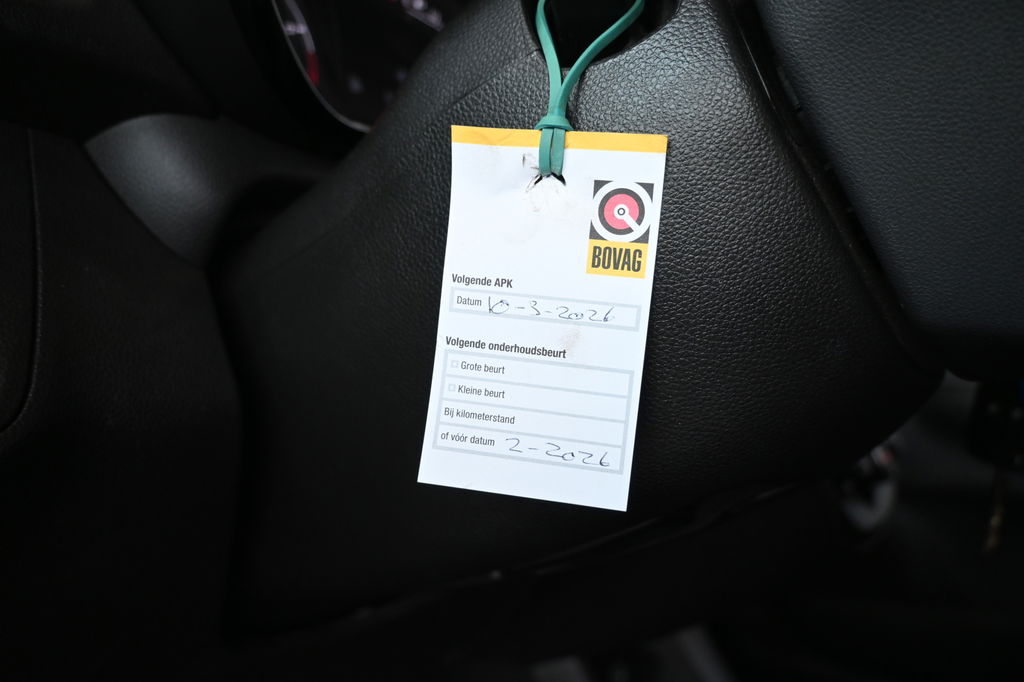 BOVAG
Volgende APK
Datum 10-3-2026
Volgende onderhoudsbeurt
Grote beurt
Kleine beurt
Bij kilometerstand
of vóór datum 2-2026